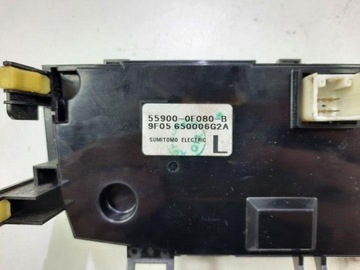 55900-0F080-B
9F05 650006G2A
SUMITOMO ELECTRIC
L